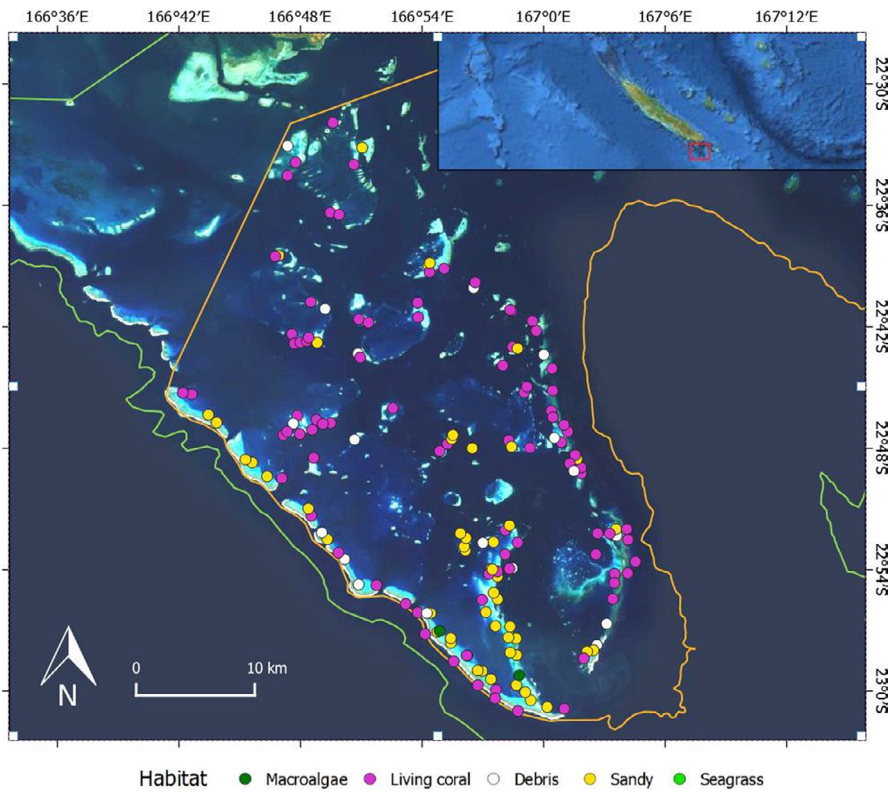 166°36'E 166°42'E 166°48'E 166°54'E 167°0'E 167°6'E 167°12'E
22°30'S
22°36'S
22°42'S
22°48'S
22°54'S
23°0'S
N
0 10 km
Habitat Macroalgae Living coral Debris Sandy Seagrass